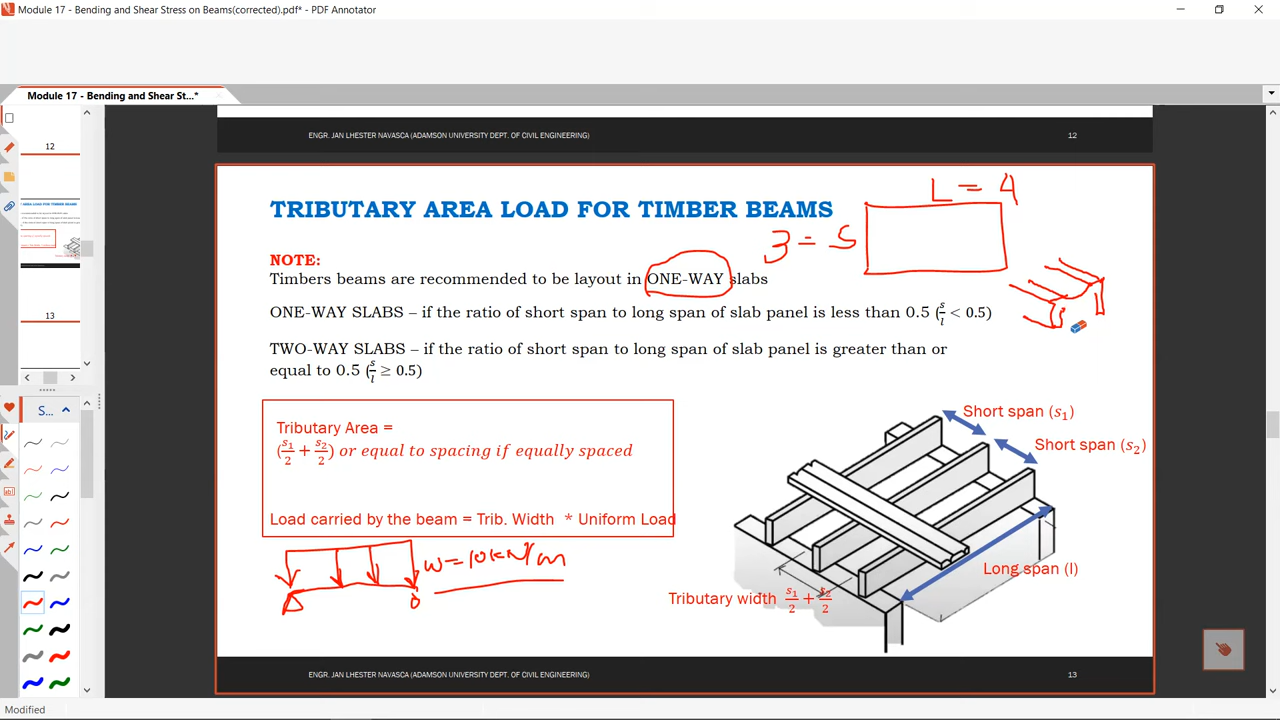 Module 17 - Bending and Shear Stress on Beams(corrected).pdf* - PDF Annotator
Module 17 - Bending and Shear St...*
12
13
S...
ENGR. JAN LHESTER NAVASCA (ADAMSON UNIVERSITY DEPT. OF CIVIL ENGINEERING) 12
TRIBUTARY AREA LOAD FOR TIMBER BEAMS
L = 4
3 = S
NOTE:
Timbers beams are recommended to be layout in ONE-WAY slabs
ONE-WAY SLABS – if the ratio of short span to long span of slab panel is less than 0.5 (s/l < 0.5)
TWO-WAY SLABS – if the ratio of short span to long span of slab panel is greater than or
equal to 0.5 (s/l ≥ 0.5)
Tributary Area =
(s₁/2 + s₂/2) or equal to spacing if equally spaced
Load carried by the beam = Trib. Width * Uniform Load
w = 10 kN/m
Short span (s₁)
Short span (s₂)
Long span (l)
Tributary width s₁/2 + s₂/2
ENGR. JAN LHESTER NAVASCA (ADAMSON UNIVERSITY DEPT. OF CIVIL ENGINEERING) 13
Modified